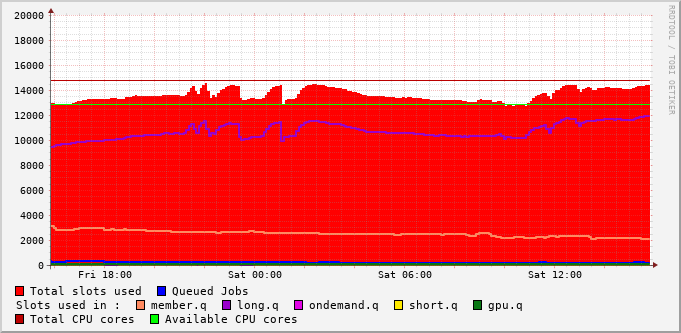 20000
18000
16000
14000
12000
10000
8000
6000
4000
2000
0
Fri 18:00 Sat 00:00 Sat 06:00 Sat 12:00
RRDTOOL / TOBI OETIKER
Total slots used Queued Jobs
Slots used in : member.q long.q ondemand.q short.q gpu.q
Total CPU cores Available CPU cores